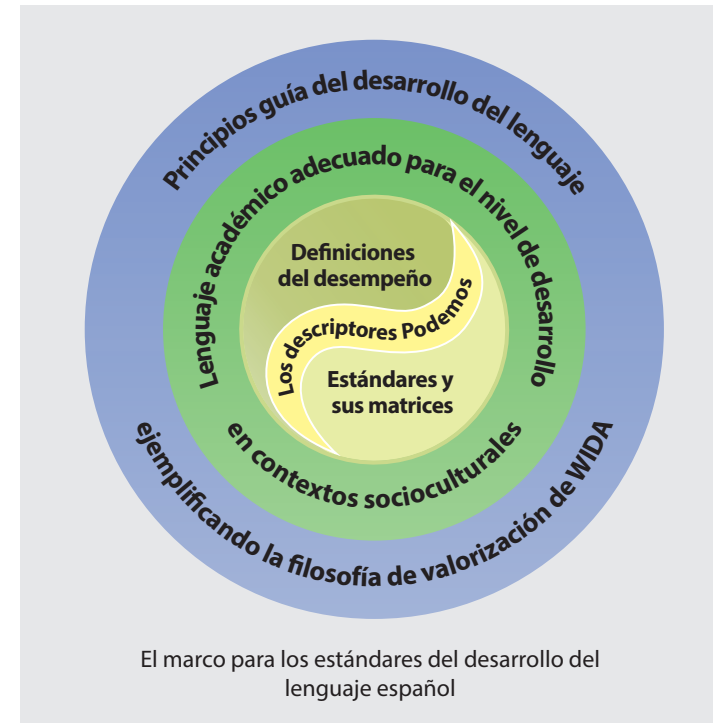 Principios guía del desarrollo del lenguaje
Lenguaje académico adecuado para el nivel de desarrollo
Definiciones
del desempeño
Los descriptores Podemos
Estándares y
sus matrices
en contextos socioculturales
ejemplificando la filosofía de valorización de WIDA
El marco para los estándares del desarrollo del
lenguaje español